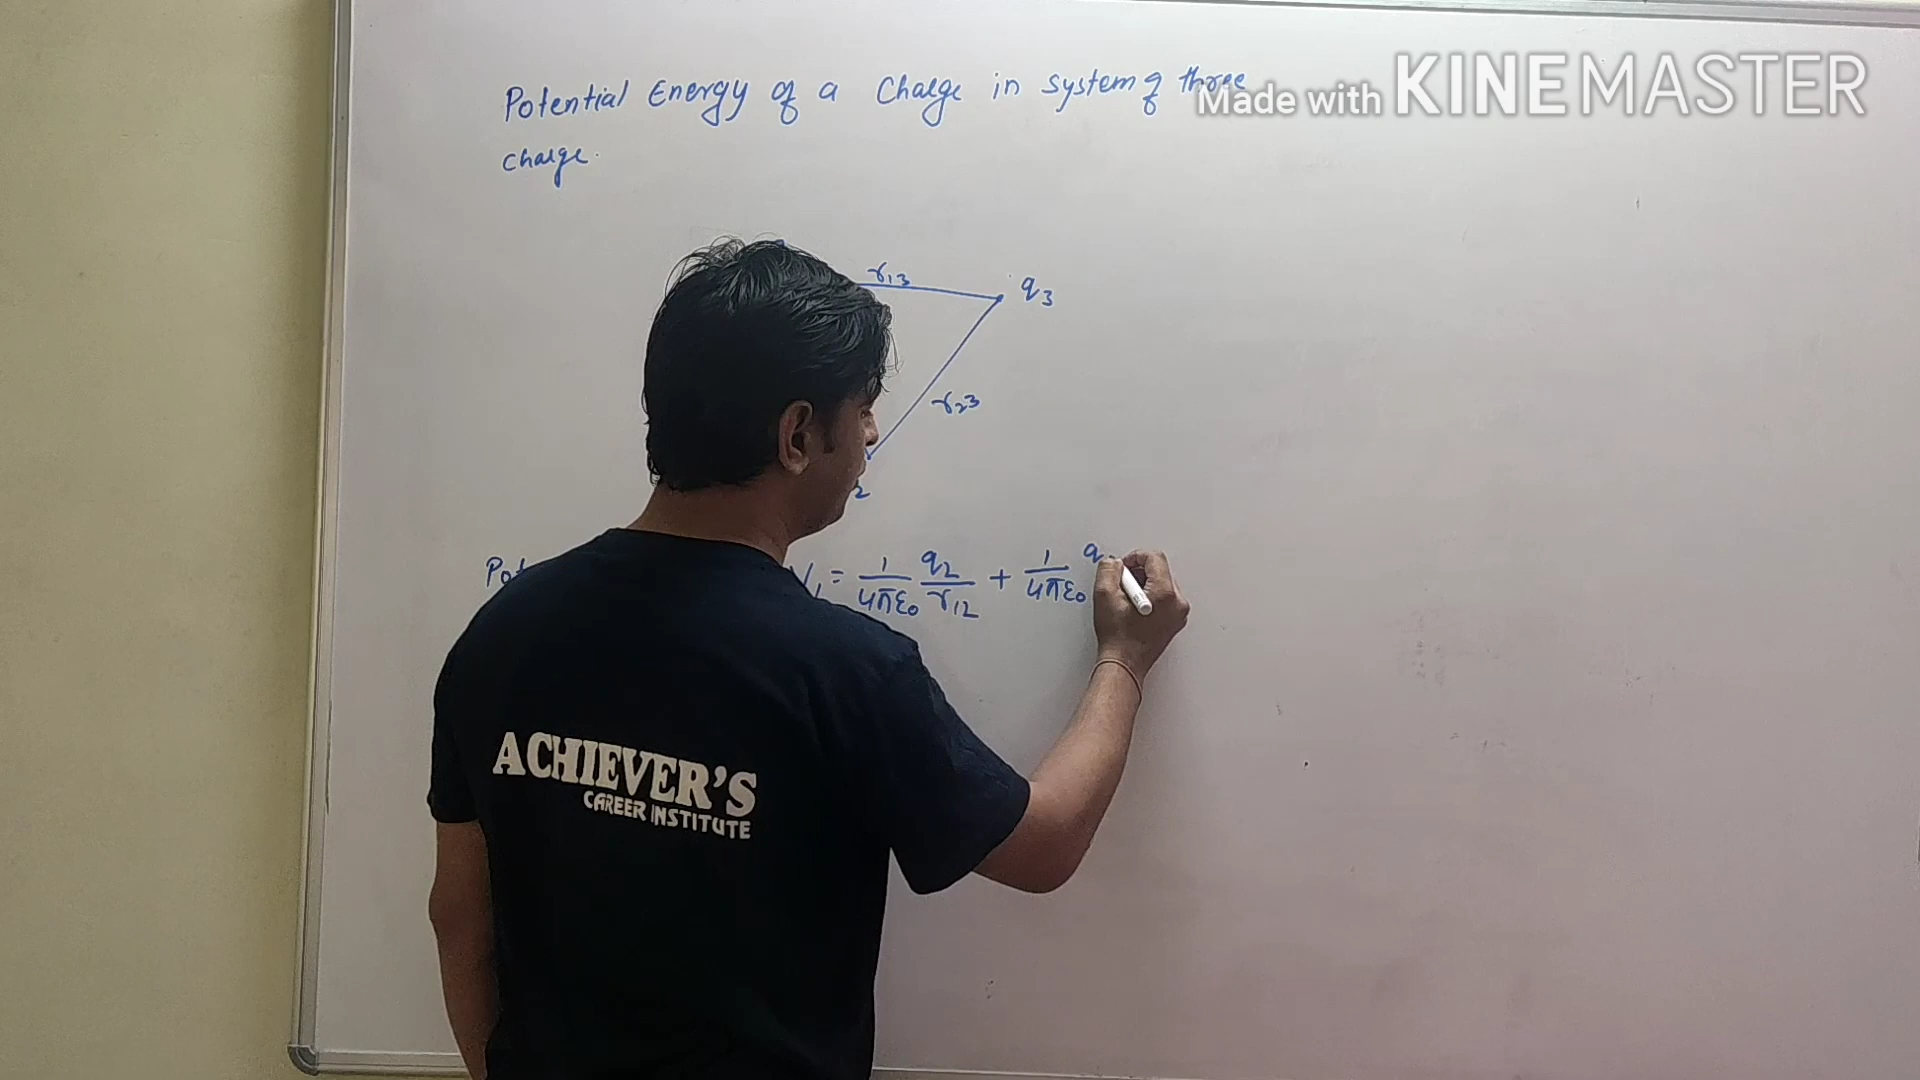 Potential Energy of a Charge in system of three
Made with KINEMASTER
charge.
r13
q3
r23
2
V1 = 1/4πε0 q2/r12 + 1/4πε0 q
ACHIEVER'S
CAREER INSTITUTE